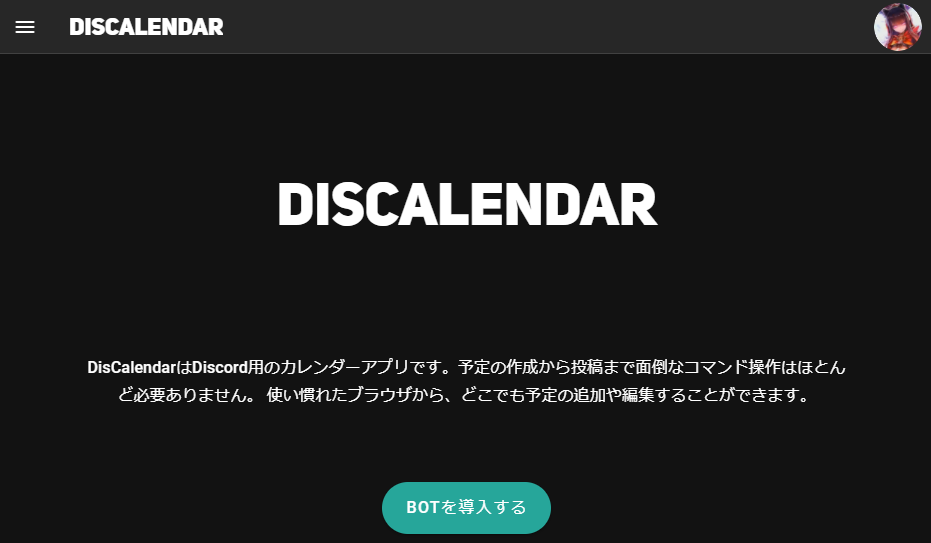 DISCALENDAR
DISCALENDAR
DisCalendarはDiscord用のカレンダーアプリです。予定の作成から投稿まで面倒なコマンド操作はほとん
ど必要ありません。 使い慣れたブラウザから、どこでも予定の追加や編集することができます。
BOTを導入する